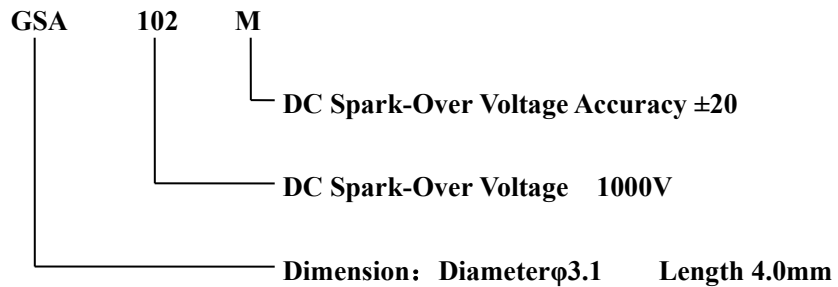 GSA 102 M
DC Spark-Over Voltage Accuracy ±20
DC Spark-Over Voltage 1000V
Dimension： Diameterφ3.1 Length 4.0mm